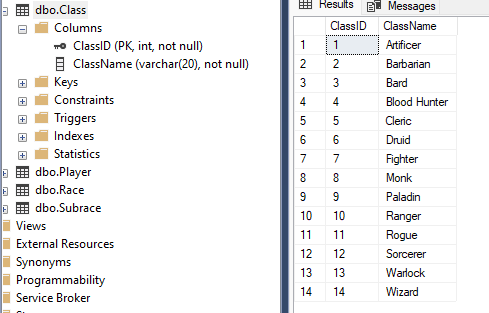 dbo.Class
Columns
ClassID (PK, int, not null)
ClassName (varchar(20), not null)
Keys
Constraints
Triggers
Indexes
Statistics
dbo.Player
dbo.Race
dbo.Subrace
Views
External Resources
Synonyms
Programmability
Service Broker
Results Messages
ClassID ClassName
1 1 Artificer
2 2 Barbarian
3 3 Bard
4 4 Blood Hunter
5 5 Cleric
6 6 Druid
7 7 Fighter
8 8 Monk
9 9 Paladin
10 10 Ranger
11 11 Rogue
12 12 Sorcerer
13 13 Warlock
14 14 Wizard